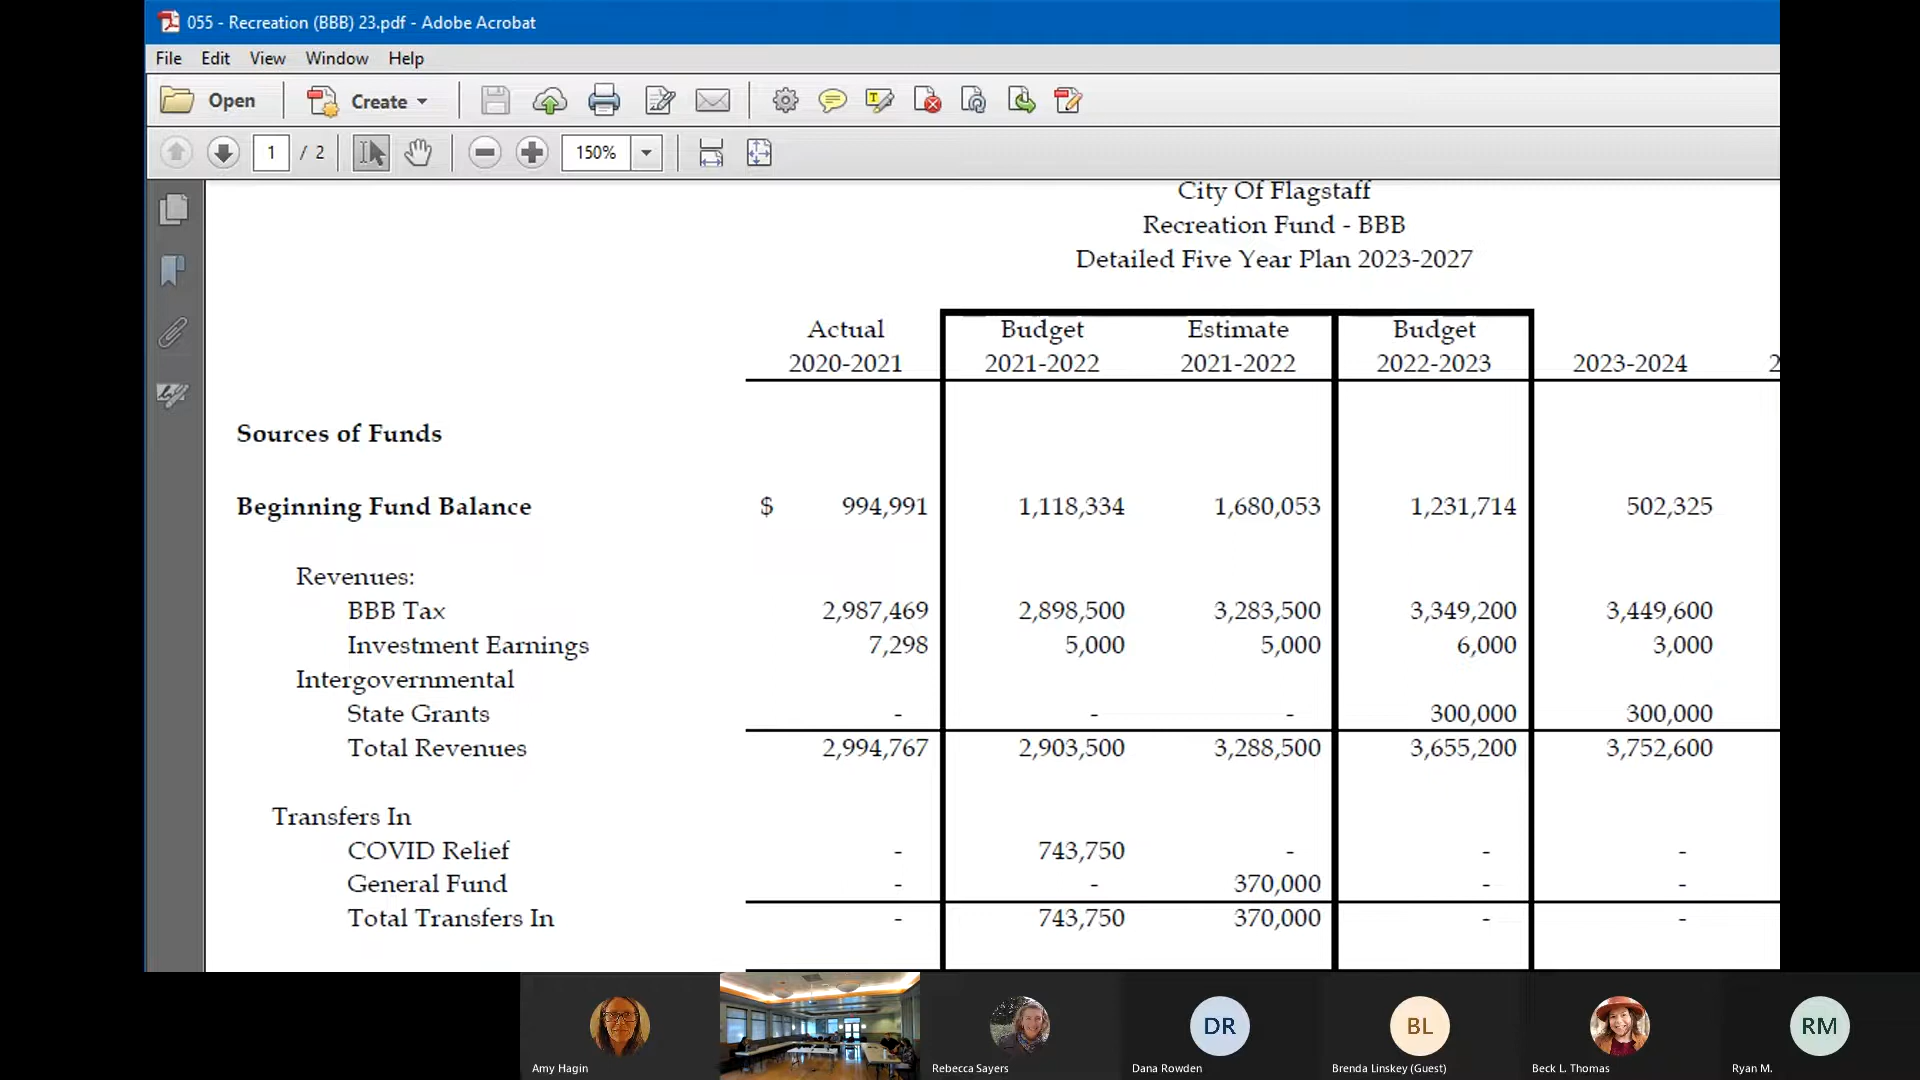 055 - Recreation (BBB) 23.pdf - Adobe Acrobat
File Edit View Window Help
Open Create
1 / 2 150%
City Of Flagstaff
Recreation Fund - BBB
Detailed Five Year Plan 2023-2027
Actual Budget Estimate Budget
2020-2021 2021-2022 2021-2022 2022-2023 2023-2024 2
Sources of Funds
Beginning Fund Balance $ 994,991 1,118,334 1,680,053 1,231,714 502,325
Revenues:
BBB Tax 2,987,469 2,898,500 3,283,500 3,349,200 3,449,600
Investment Earnings 7,298 5,000 5,000 6,000 3,000
Intergovernmental
State Grants - - - 300,000 300,000
Total Revenues 2,994,767 2,903,500 3,288,500 3,655,200 3,752,600
Transfers In
COVID Relief - 743,750 - - -
General Fund - - 370,000 - -
Total Transfers In - 743,750 370,000 - -
DR BL RM
Amy Hagin Rebecca Sayers Dana Rowden Brenda Linskey (Guest) Beck L. Thomas Ryan M.